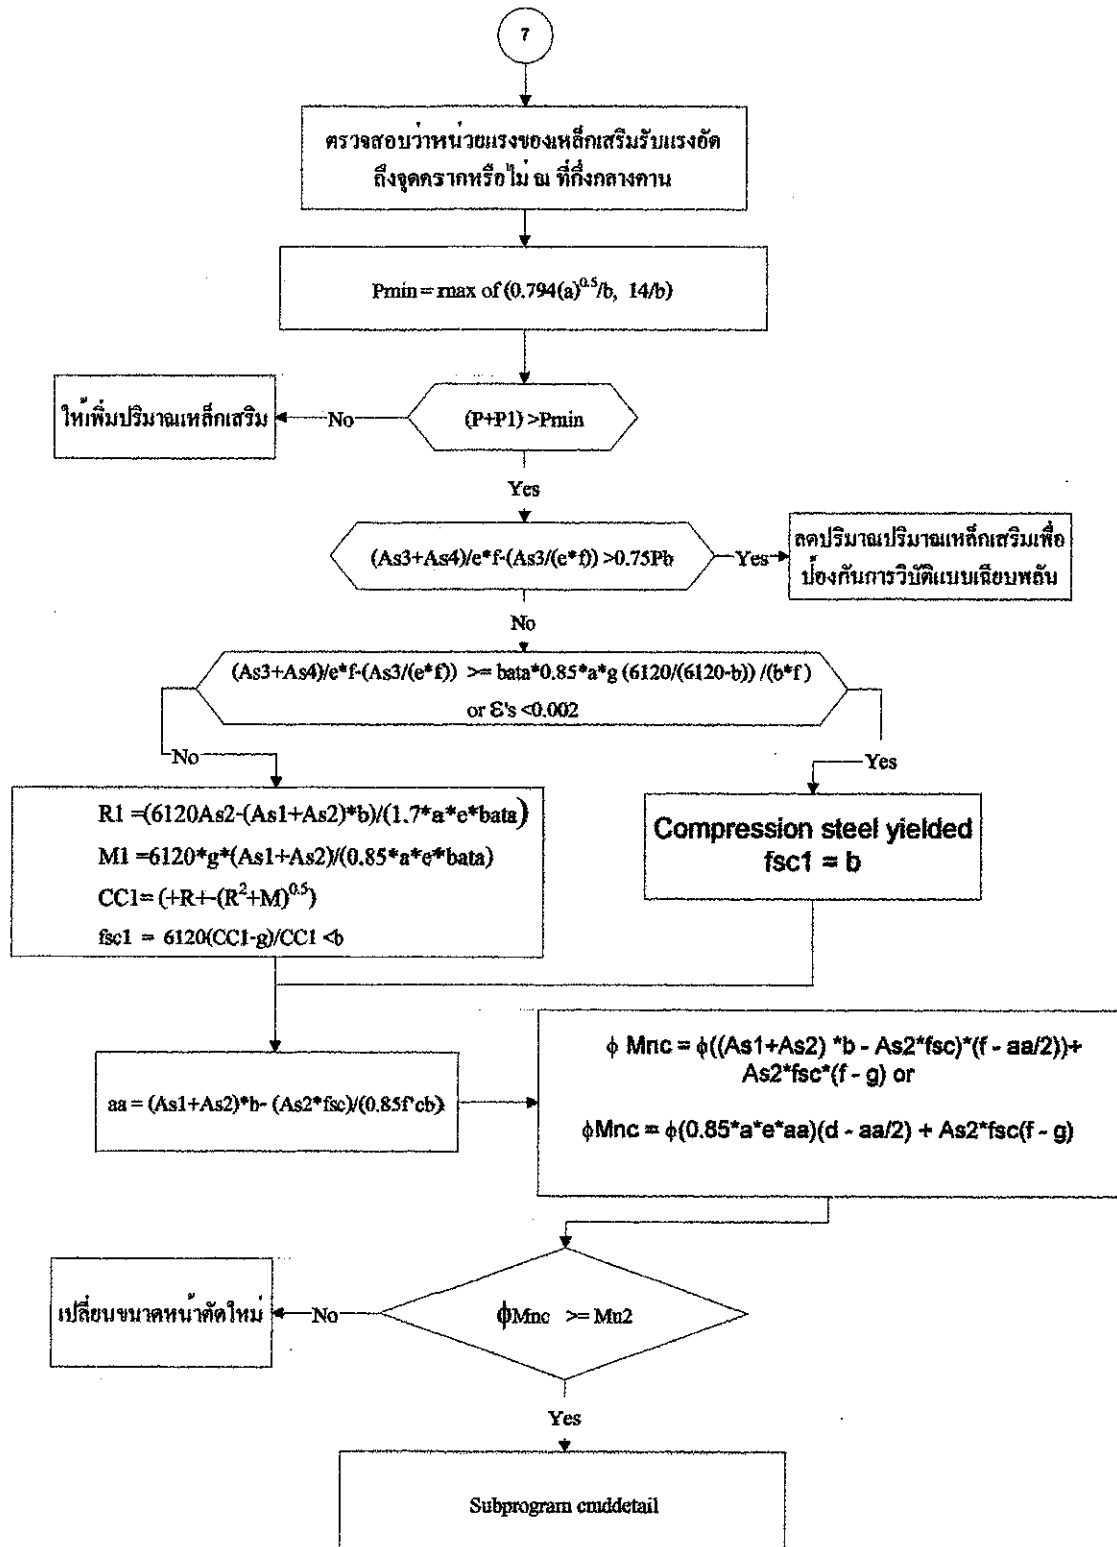 7
ตรวจสอบว่าหน่วยแรงของเหล็กเสริมรับแรงอัด
ถึงจุดครากหรือไม่ ณ ที่กึ่งกลางคาน
Pmin = max of (0.794(a)^0.5/b, 14/b)
ให้เพิ่มปริมาณเหล็กเสริม
No
(P+P1) >Pmin
Yes
(As3+As4)/e*f-(As3/(e*f)) >0.75Pb
Yes
ลดปริมาณปริมาณเหล็กเสริมเพื่อ
ป้องกันการวิบัติแบบเฉียบพลัน
No
(As3+As4)/e*f-(As3/(e*f)) >= bata*0.85*a*g (6120/(6120-b)) /(b*f )
or Ɛ's <0.002
No
Yes
R1 =(6120As2-(As1+As2)*b)/(1.7*a*e*bata)
M1 =6120*g*(As1+As2)/(0.85*a*e*bata)
CC1= (+R+-(R²+M)^0.5)
fsc1 = 6120(CC1-g)/CC1 <b
Compression steel yielded
fsc1 = b
aa = (As1+As2)*b- (As2*fsc)/(0.85f'cb)
ϕ Mnc = ϕ((As1+As2) *b - As2*fsc)*(f - aa/2))+
As2*fsc*(f - g) or
ϕMnc = ϕ(0.85*a*e*aa)(d - aa/2) + As2*fsc(f - g)
เปลี่ยนขนาดหน้าตัดใหม่
No
ϕMnc >= Mu2
Yes
Subprogram cmddetail